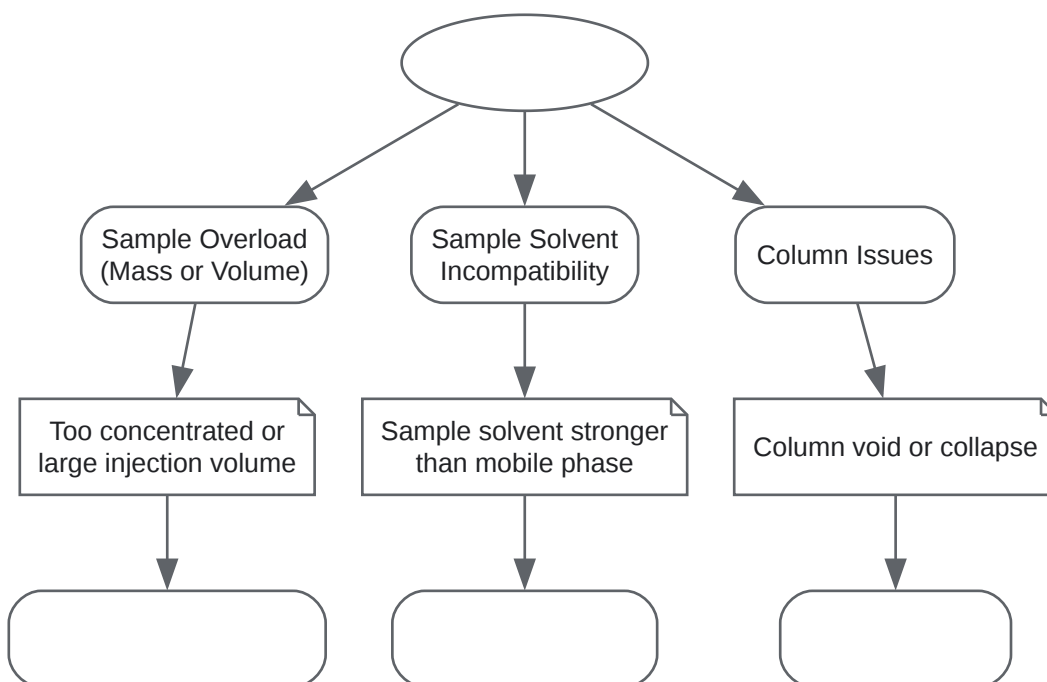 Sample Overload
(Mass or Volume)
Sample Solvent
Incompatibility
Column Issues
Too concentrated or
large injection volume
Sample solvent stronger
than mobile phase
Column void or collapse